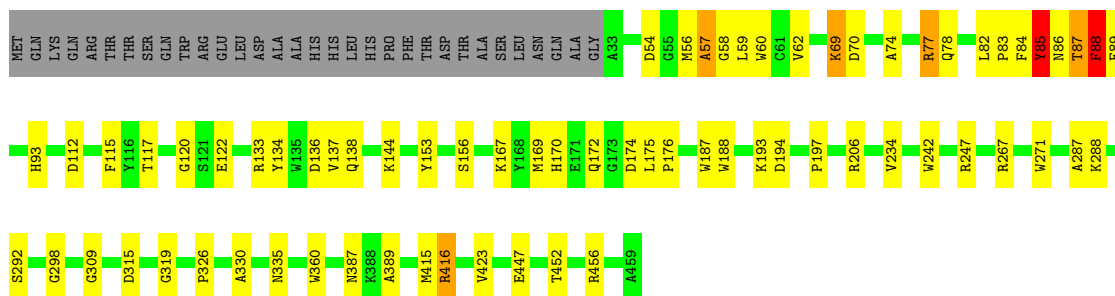 MET GLN LYS GLN ARG THR THR SER GLN TRP ARG GLU LEU ASP ALA ALA HIS HIS LEU HIS PRO PHE THR ASP THR ALA SER LEU ASN GLN ALA GLY A33 D54 G55 M56 A57 G58 L59 W60 C61 V62 K69 D70 A74 R77 Q78 L82 P83 F84 Y85 N86 T87 F88
H93 D112 F115 Y116 T117 G120 S121 E122 R133 Y134 W135 D136 V137 Q138 K144 Y153 S156 K167 Y168 M169 H170 E171 Q172 G173 D174 L175 P176 W187 W188 K193 D194 P197 R206 V234 W242 R247 R267 W271 A287 K288
S292 G298 G309 D315 G319 P326 A330 N335 W360 N387 K388 A389 M415 R416 V423 E447 T452 R456 A459